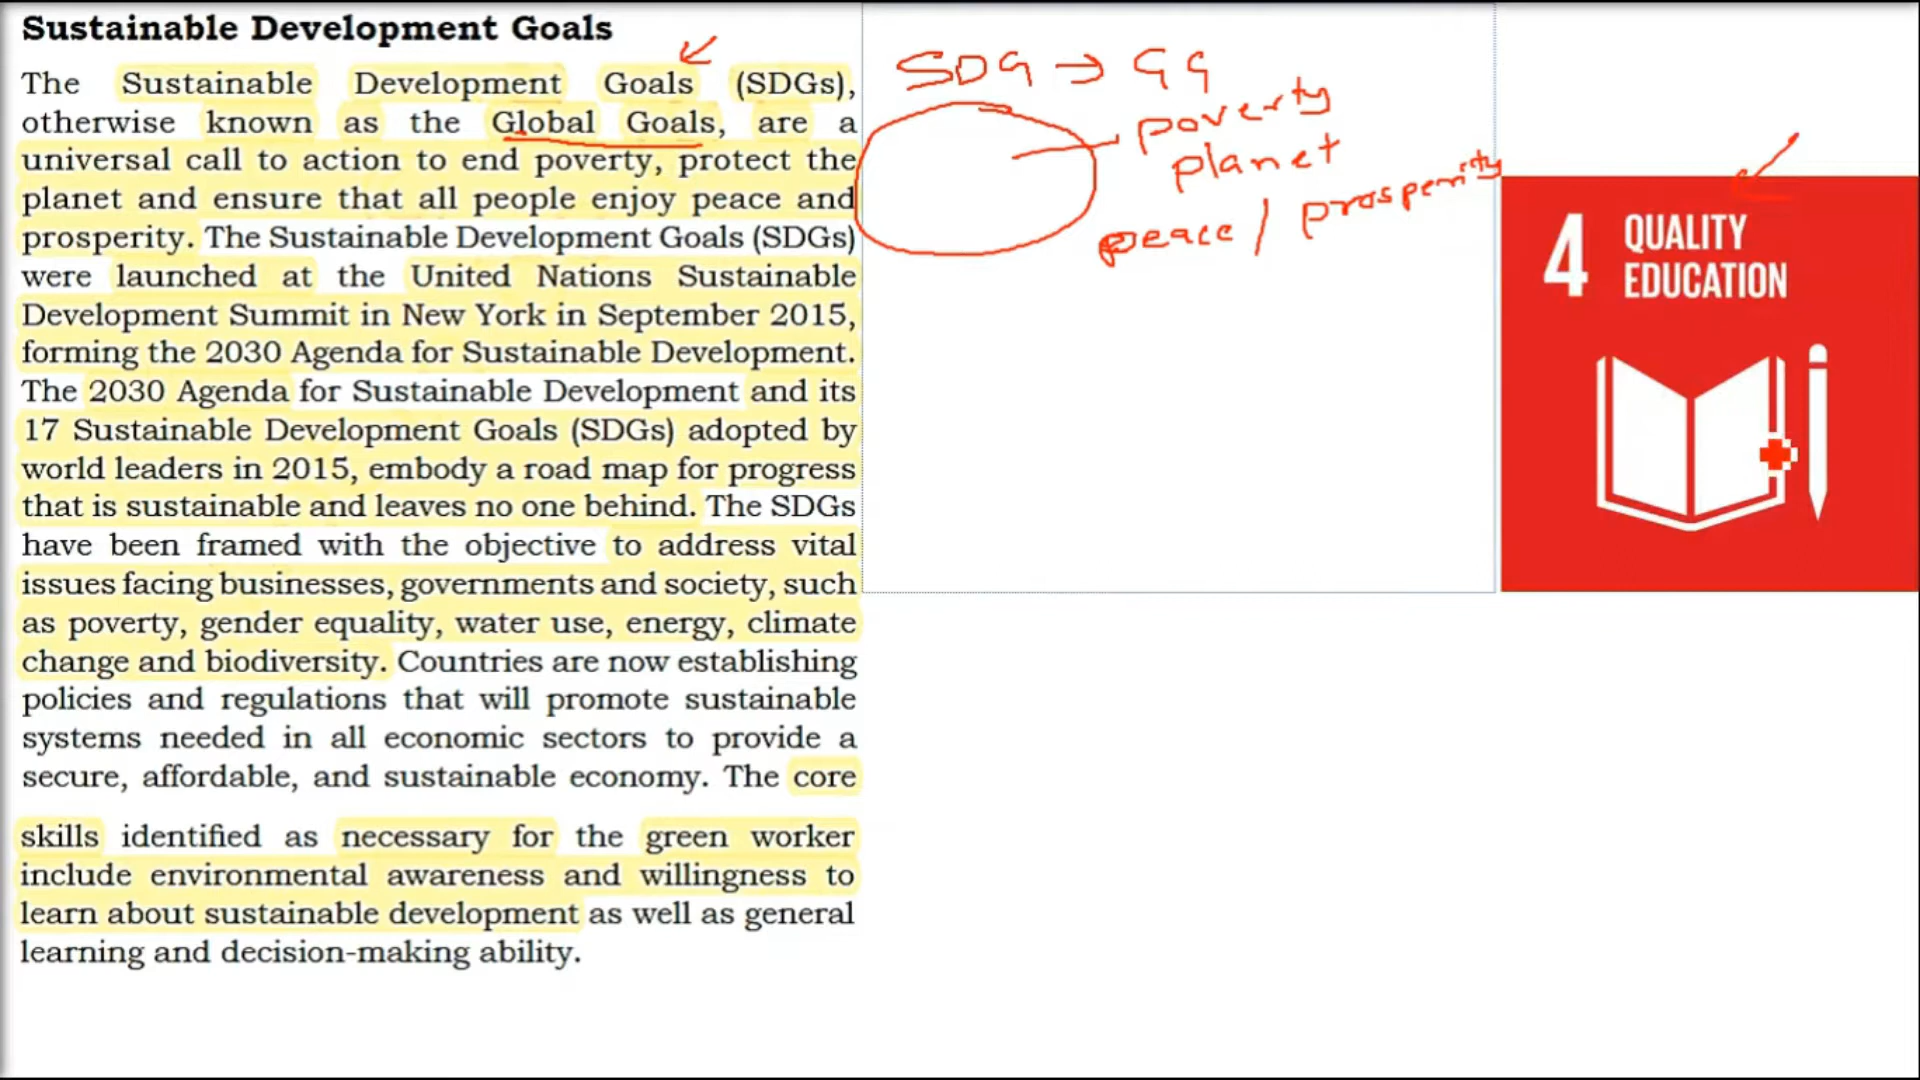 Sustainable Development Goals
The Sustainable Development Goals (SDGs),
otherwise known as the Global Goals, are a
universal call to action to end poverty, protect the
planet and ensure that all people enjoy peace and
prosperity. The Sustainable Development Goals (SDGs)
were launched at the United Nations Sustainable
Development Summit in New York in September 2015,
forming the 2030 Agenda for Sustainable Development.
The 2030 Agenda for Sustainable Development and its
17 Sustainable Development Goals (SDGs) adopted by
world leaders in 2015, embody a road map for progress
that is sustainable and leaves no one behind. The SDGs
have been framed with the objective to address vital
issues facing businesses, governments and society, such
as poverty, gender equality, water use, energy, climate
change and biodiversity. Countries are now establishing
policies and regulations that will promote sustainable
systems needed in all economic sectors to provide a
secure, affordable, and sustainable economy. The core
skills identified as necessary for the green worker
include environmental awareness and willingness to
learn about sustainable development as well as general
learning and decision-making ability.
SDG → GG
poverty
planet
peace / prosperity
4 QUALITY
EDUCATION